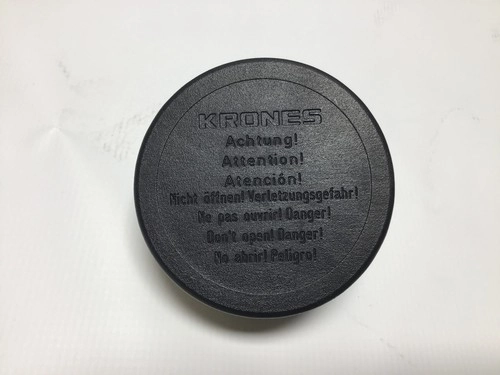 KRONES
Achtung!
Attention!
Atención!
Nicht öffnen! Verletzungsgefahr!
Ne pas ouvrir! Danger!
Don't open! Danger!
No abrir! Peligro!